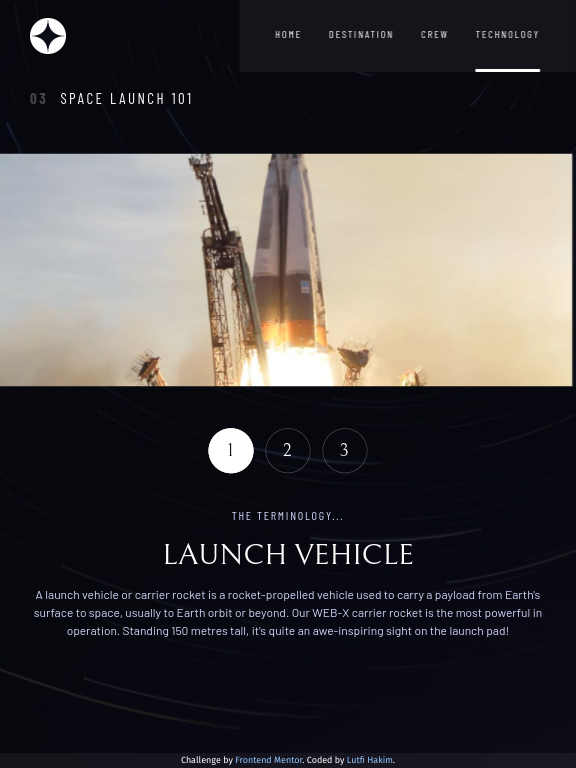 HOME DESTINATION CREW TECHNOLOGY
03 SPACE LAUNCH 101
1 2 3
THE TERMINOLOGY...
LAUNCH VEHICLE
A launch vehicle or carrier rocket is a rocket-propelled vehicle used to carry a payload from Earth's
surface to space, usually to Earth orbit or beyond. Our WEB-X carrier rocket is the most powerful in
operation. Standing 150 metres tall, it's quite an awe-inspiring sight on the launch pad!
Challenge by Frontend Mentor. Coded by Lutfi Hakim.